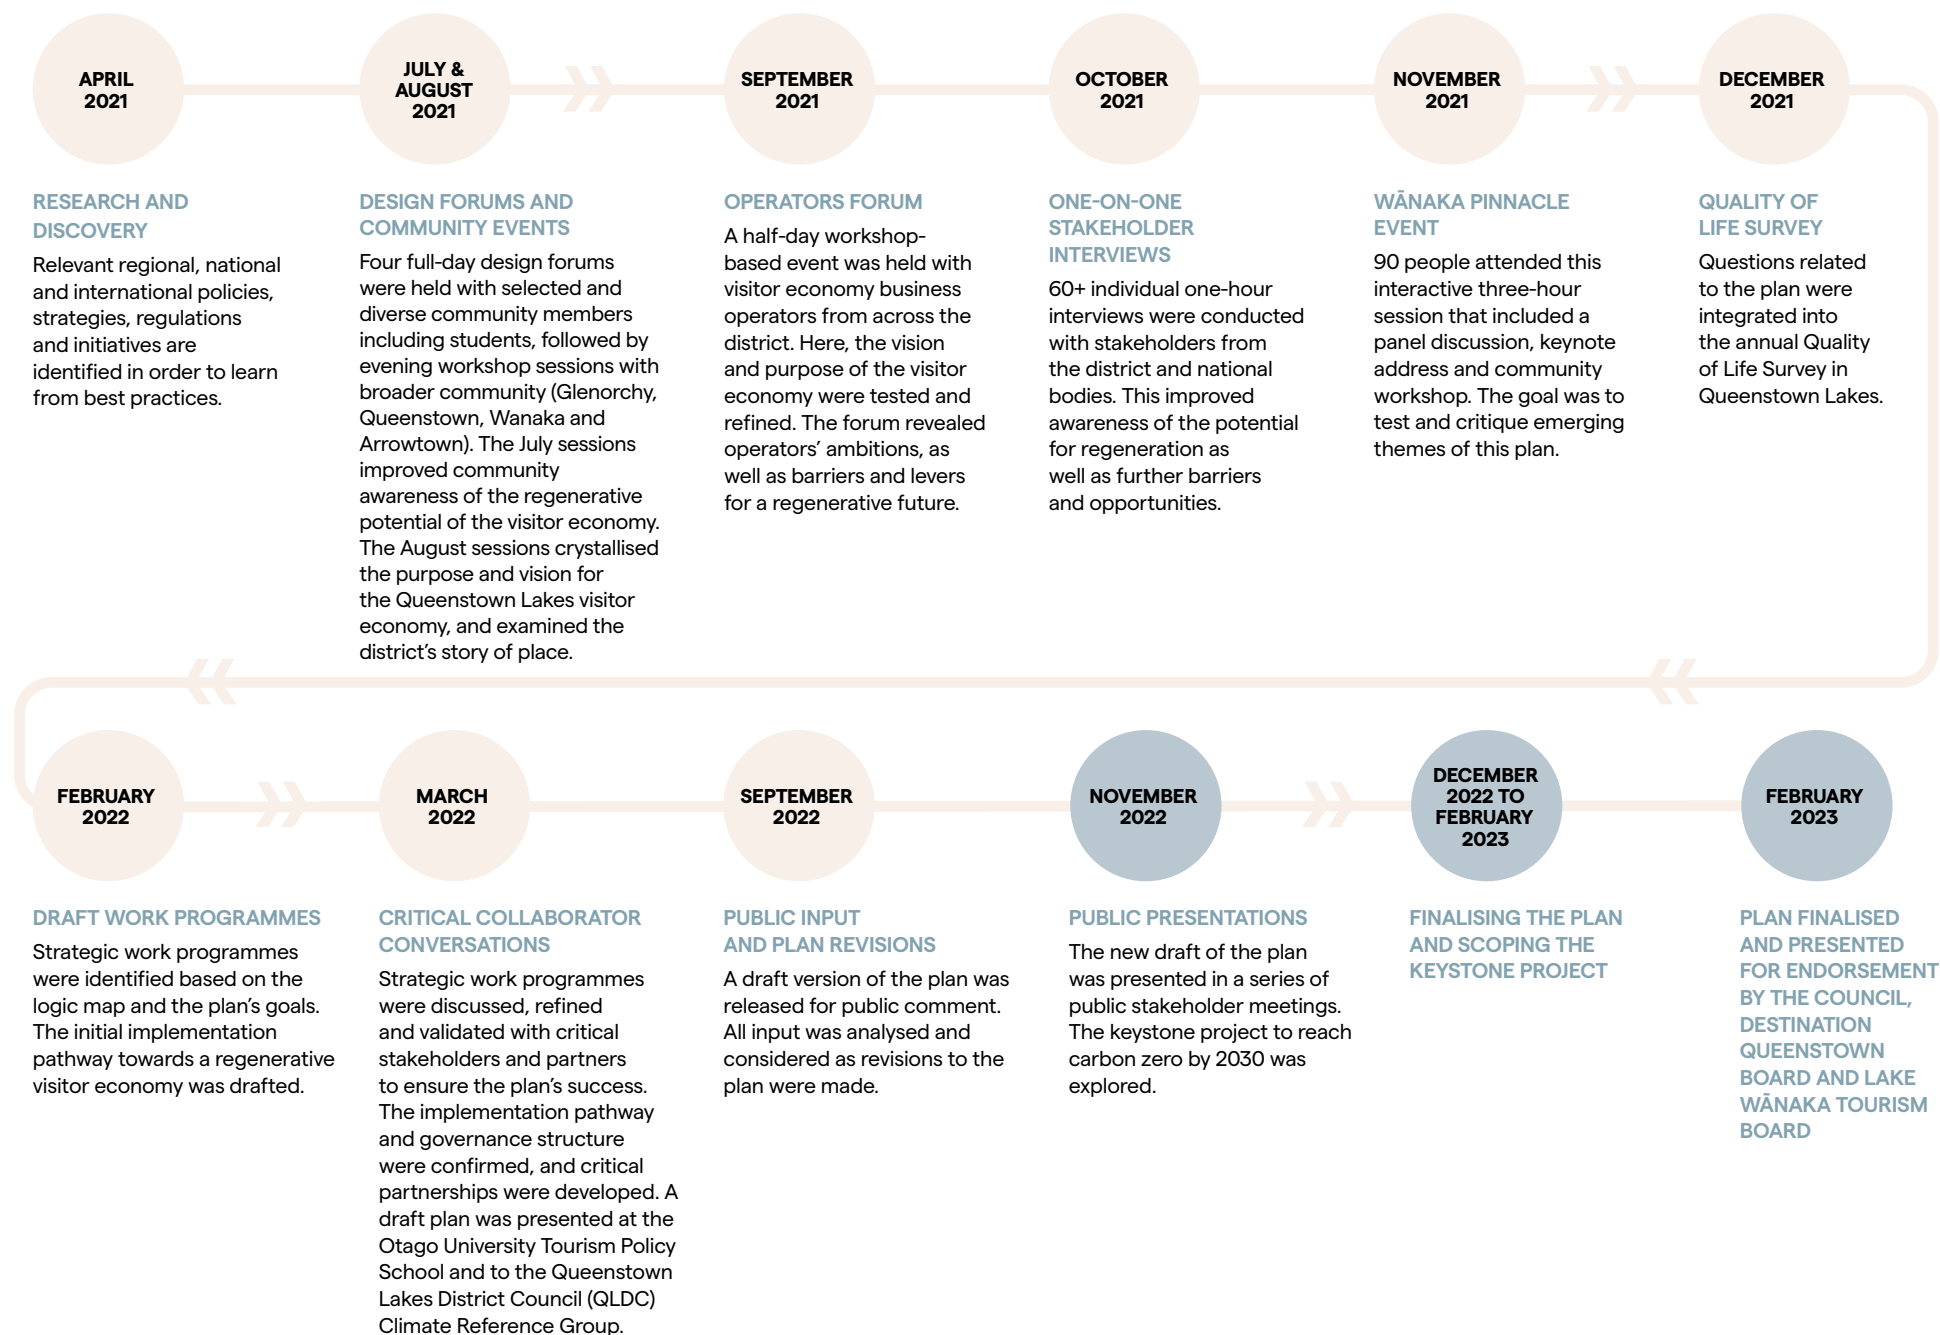 APRIL
2021
RESEARCH AND
DISCOVERY
Relevant regional, national
and international policies,
strategies, regulations
and initiatives are
identified in order to learn
from best practices.
JULY &
AUGUST
2021
DESIGN FORUMS AND
COMMUNITY EVENTS
Four full-day design forums
were held with selected and
diverse community members
including students, followed by
evening workshop sessions with
broader community (Glenorchy,
Queenstown, Wanaka and
Arrowtown). The July sessions
improved community
awareness of the regenerative
potential of the visitor economy.
The August sessions crystallised
the purpose and vision for
the Queenstown Lakes visitor
economy, and examined the
district's story of place.
SEPTEMBER
2021
OPERATORS FORUM
A half-day workshop-
based event was held with
visitor economy business
operators from across the
district. Here, the vision
and purpose of the visitor
economy were tested and
refined. The forum revealed
operators' ambitions, as
well as barriers and levers
for a regenerative future.
OCTOBER
2021
ONE-ON-ONE
STAKEHOLDER
INTERVIEWS
60+ individual one-hour
interviews were conducted
with stakeholders from
the district and national
bodies. This improved
awareness of the potential
for regeneration as
well as further barriers
and opportunities.
NOVEMBER
2021
WĀNAKA PINNACLE
EVENT
90 people attended this
interactive three-hour
session that included a
panel discussion, keynote
address and community
workshop. The goal was to
test and critique emerging
themes of this plan.
DECEMBER
2021
QUALITY OF
LIFE SURVEY
Questions related
to the plan were
integrated into
the annual Quality
of Life Survey in
Queenstown Lakes.
FEBRUARY
2022
DRAFT WORK PROGRAMMES
Strategic work programmes
were identified based on the
logic map and the plan's goals.
The initial implementation
pathway towards a regenerative
visitor economy was drafted.
MARCH
2022
CRITICAL COLLABORATOR
CONVERSATIONS
Strategic work programmes
were discussed, refined
and validated with critical
stakeholders and partners
to ensure the plan's success.
The implementation pathway
and governance structure
were confirmed, and critical
partnerships were developed. A
draft plan was presented at the
Otago University Tourism Policy
School and to the Queenstown
Lakes District Council (QLDC)
Climate Reference Group.
SEPTEMBER
2022
PUBLIC INPUT
AND PLAN REVISIONS
A draft version of the plan was
released for public comment.
All input was analysed and
considered as revisions to the
plan were made.
NOVEMBER
2022
PUBLIC PRESENTATIONS
The new draft of the plan
was presented in a series of
public stakeholder meetings.
The keystone project to reach
carbon zero by 2030 was
explored.
DECEMBER
2022 TO
FEBRUARY
2023
FINALISING THE PLAN
AND SCOPING THE
KEYSTONE PROJECT
FEBRUARY
2023
PLAN FINALISED
AND PRESENTED
FOR ENDORSEMENT
BY THE COUNCIL,
DESTINATION
QUEENSTOWN
BOARD AND LAKE
WĀNAKA TOURISM
BOARD